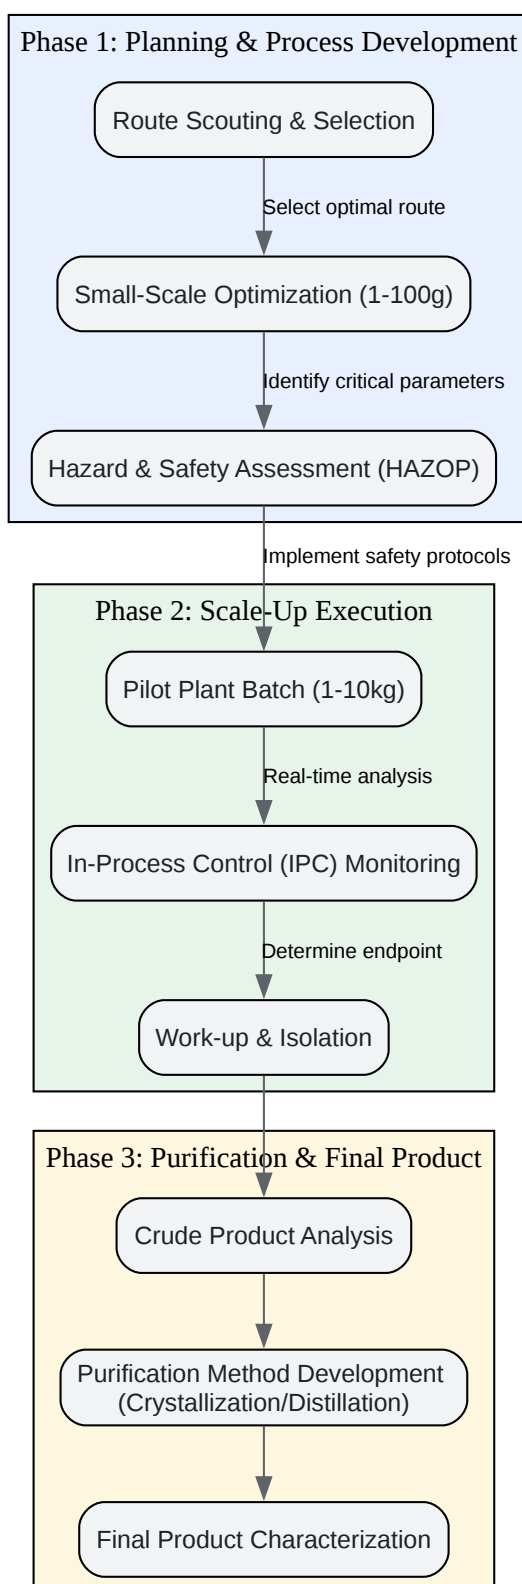 Phase 1: Planning & Process Development
Route Scouting & Selection
Select optimal route
Small-Scale Optimization (1-100g)
Identify critical parameters
Hazard & Safety Assessment (HAZOP)
Implement safety protocols
Phase 2: Scale-Up Execution
Pilot Plant Batch (1-10kg)
Real-time analysis
In-Process Control (IPC) Monitoring
Determine endpoint
Work-up & Isolation
Phase 3: Purification & Final Product
Crude Product Analysis
Purification Method Development
(Crystallization/Distillation)
Final Product Characterization